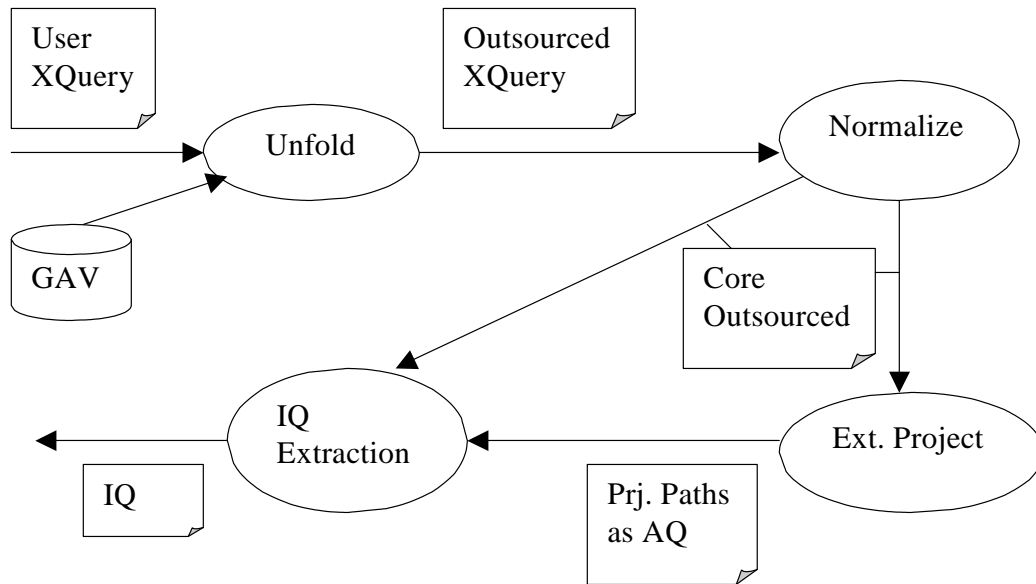 User
XQuery
Outsourced
XQuery
Unfold
Normalize
GAV
Core
Outsourced
IQ
Extraction
Ext. Project
IQ
Prj. Paths
as AQ